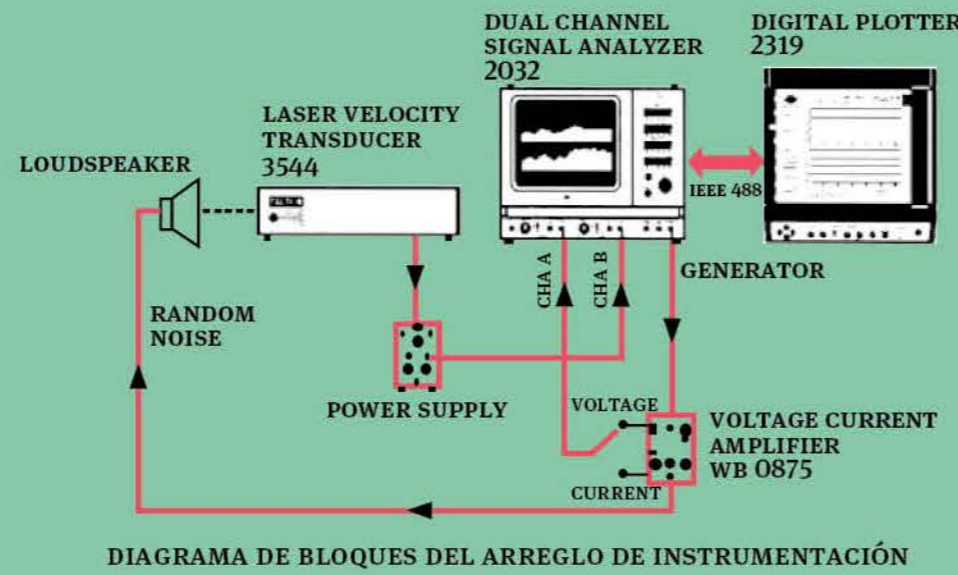 DUAL CHANNEL
SIGNAL ANALYZER
2032
DIGITAL PLOTTER
2319
LASER VELOCITY
TRANSDUCER
3544
LOUDSPEAKER
IEEE 488
CHA A
CHA B
GENERATOR
RANDOM
NOISE
POWER SUPPLY
VOLTAGE
VOLTAGE CURRENT
AMPLIFIER
WB 0875
CURRENT
DIAGRAMA DE BLOQUES DEL ARREGLO DE INSTRUMENTACIÓN